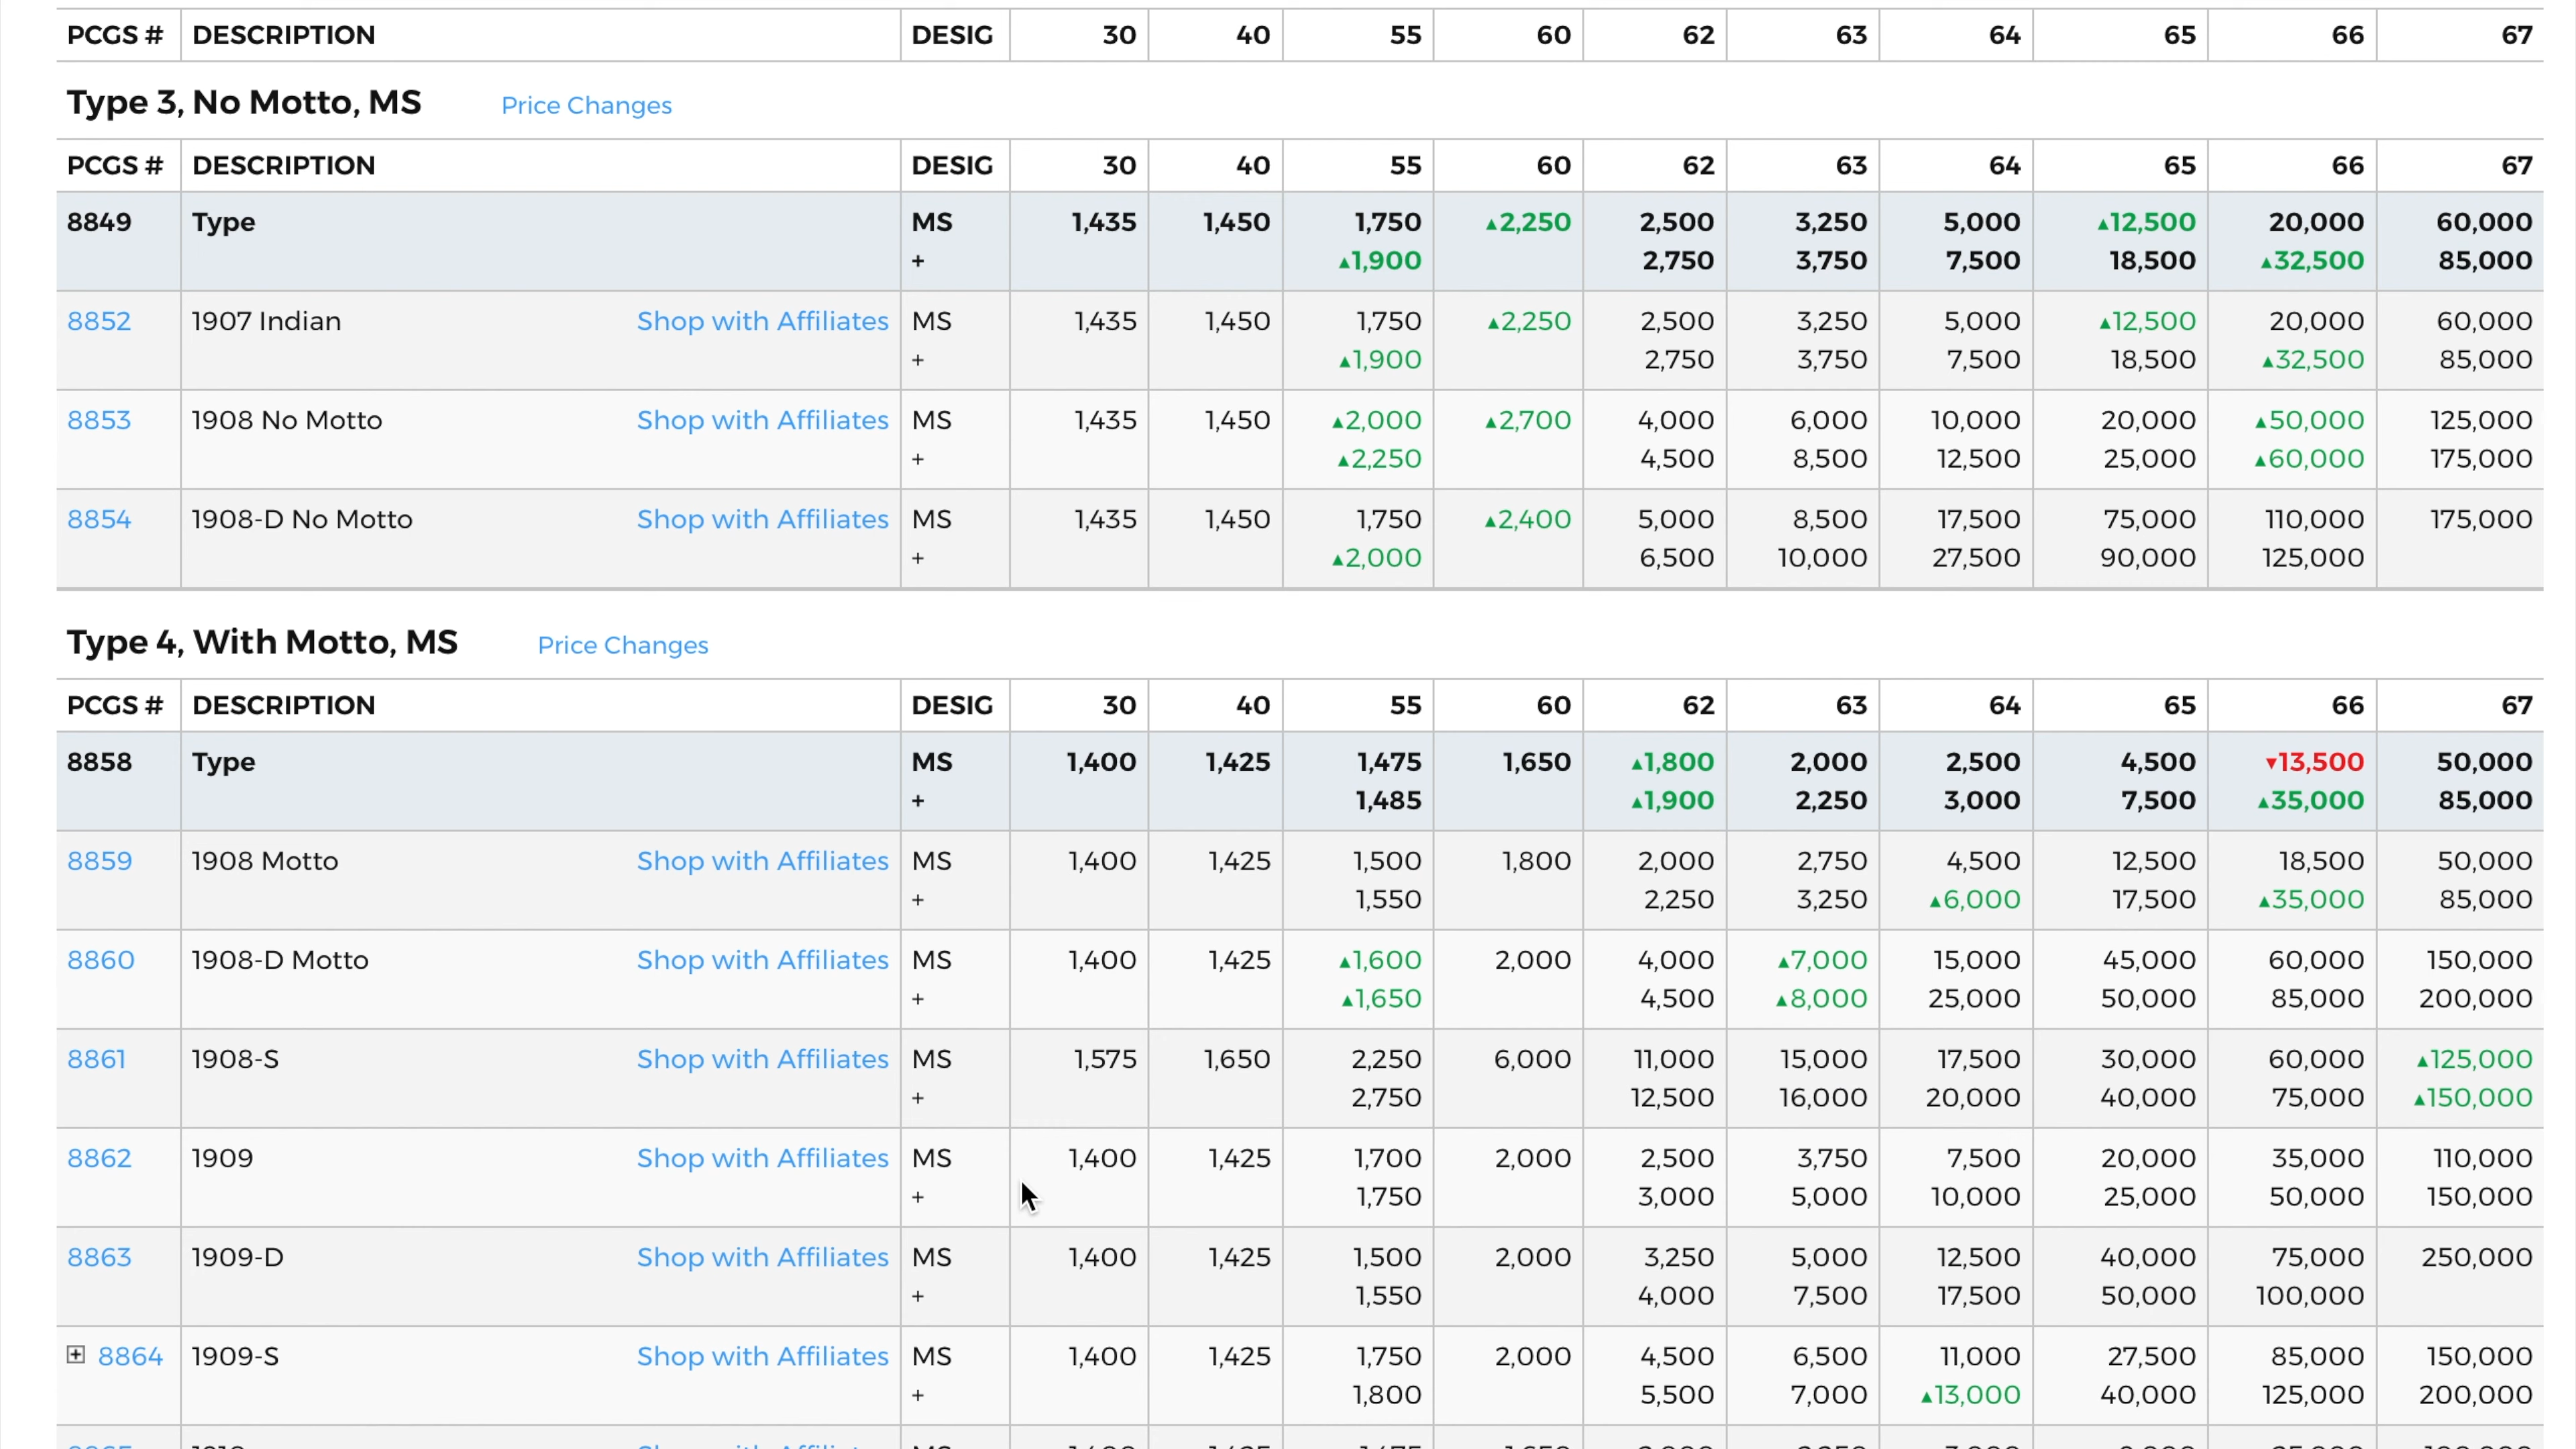 PCGS # DESCRIPTION DESIG 30 40 55 60 62 63 64 65 66 67
Type 3, No Motto, MS Price Changes
PCGS # DESCRIPTION DESIG 30 40 55 60 62 63 64 65 66 67
8849 Type MS 1,435 1,450 1,750 ▲2,250 2,500 3,250 5,000 ▲12,500 20,000 60,000
+ ▲1,900 2,750 3,750 7,500 18,500 ▲32,500 85,000
8852 1907 Indian Shop with Affiliates MS 1,435 1,450 1,750 ▲2,250 2,500 3,250 5,000 ▲12,500 20,000 60,000
+ ▲1,900 2,750 3,750 7,500 18,500 ▲32,500 85,000
8853 1908 No Motto Shop with Affiliates MS 1,435 1,450 ▲2,000 ▲2,700 4,000 6,000 10,000 20,000 ▲50,000 125,000
+ ▲2,250 4,500 8,500 12,500 25,000 ▲60,000 175,000
8854 1908-D No Motto Shop with Affiliates MS 1,435 1,450 1,750 ▲2,400 5,000 8,500 17,500 75,000 110,000 175,000
+ ▲2,000 6,500 10,000 27,500 90,000 125,000
Type 4, With Motto, MS Price Changes
PCGS # DESCRIPTION DESIG 30 40 55 60 62 63 64 65 66 67
8858 Type MS 1,400 1,425 1,475 1,650 ▲1,800 2,000 2,500 4,500 ▼13,500 50,000
+ 1,485 ▲1,900 2,250 3,000 7,500 ▲35,000 85,000
8859 1908 Motto Shop with Affiliates MS 1,400 1,425 1,500 1,800 2,000 2,750 4,500 12,500 18,500 50,000
+ 1,550 2,250 3,250 ▲6,000 17,500 ▲35,000 85,000
8860 1908-D Motto Shop with Affiliates MS 1,400 1,425 ▲1,600 2,000 4,000 ▲7,000 15,000 45,000 60,000 150,000
+ ▲1,650 4,500 ▲8,000 25,000 50,000 85,000 200,000
8861 1908-S Shop with Affiliates MS 1,575 1,650 2,250 6,000 11,000 15,000 17,500 30,000 60,000 ▲125,000
+ 2,750 12,500 16,000 20,000 40,000 75,000 ▲150,000
8862 1909 Shop with Affiliates MS 1,400 1,425 1,700 2,000 2,500 3,750 7,500 20,000 35,000 110,000
+ 1,750 3,000 5,000 10,000 25,000 50,000 150,000
8863 1909-D Shop with Affiliates MS 1,400 1,425 1,500 2,000 3,250 5,000 12,500 40,000 75,000 250,000
+ 1,550 4,000 7,500 17,500 50,000 100,000
8864 1909-S Shop with Affiliates MS 1,400 1,425 1,750 2,000 4,500 6,500 11,000 27,500 85,000 150,000
+ 1,800 5,500 7,000 ▲13,000 40,000 125,000 200,000